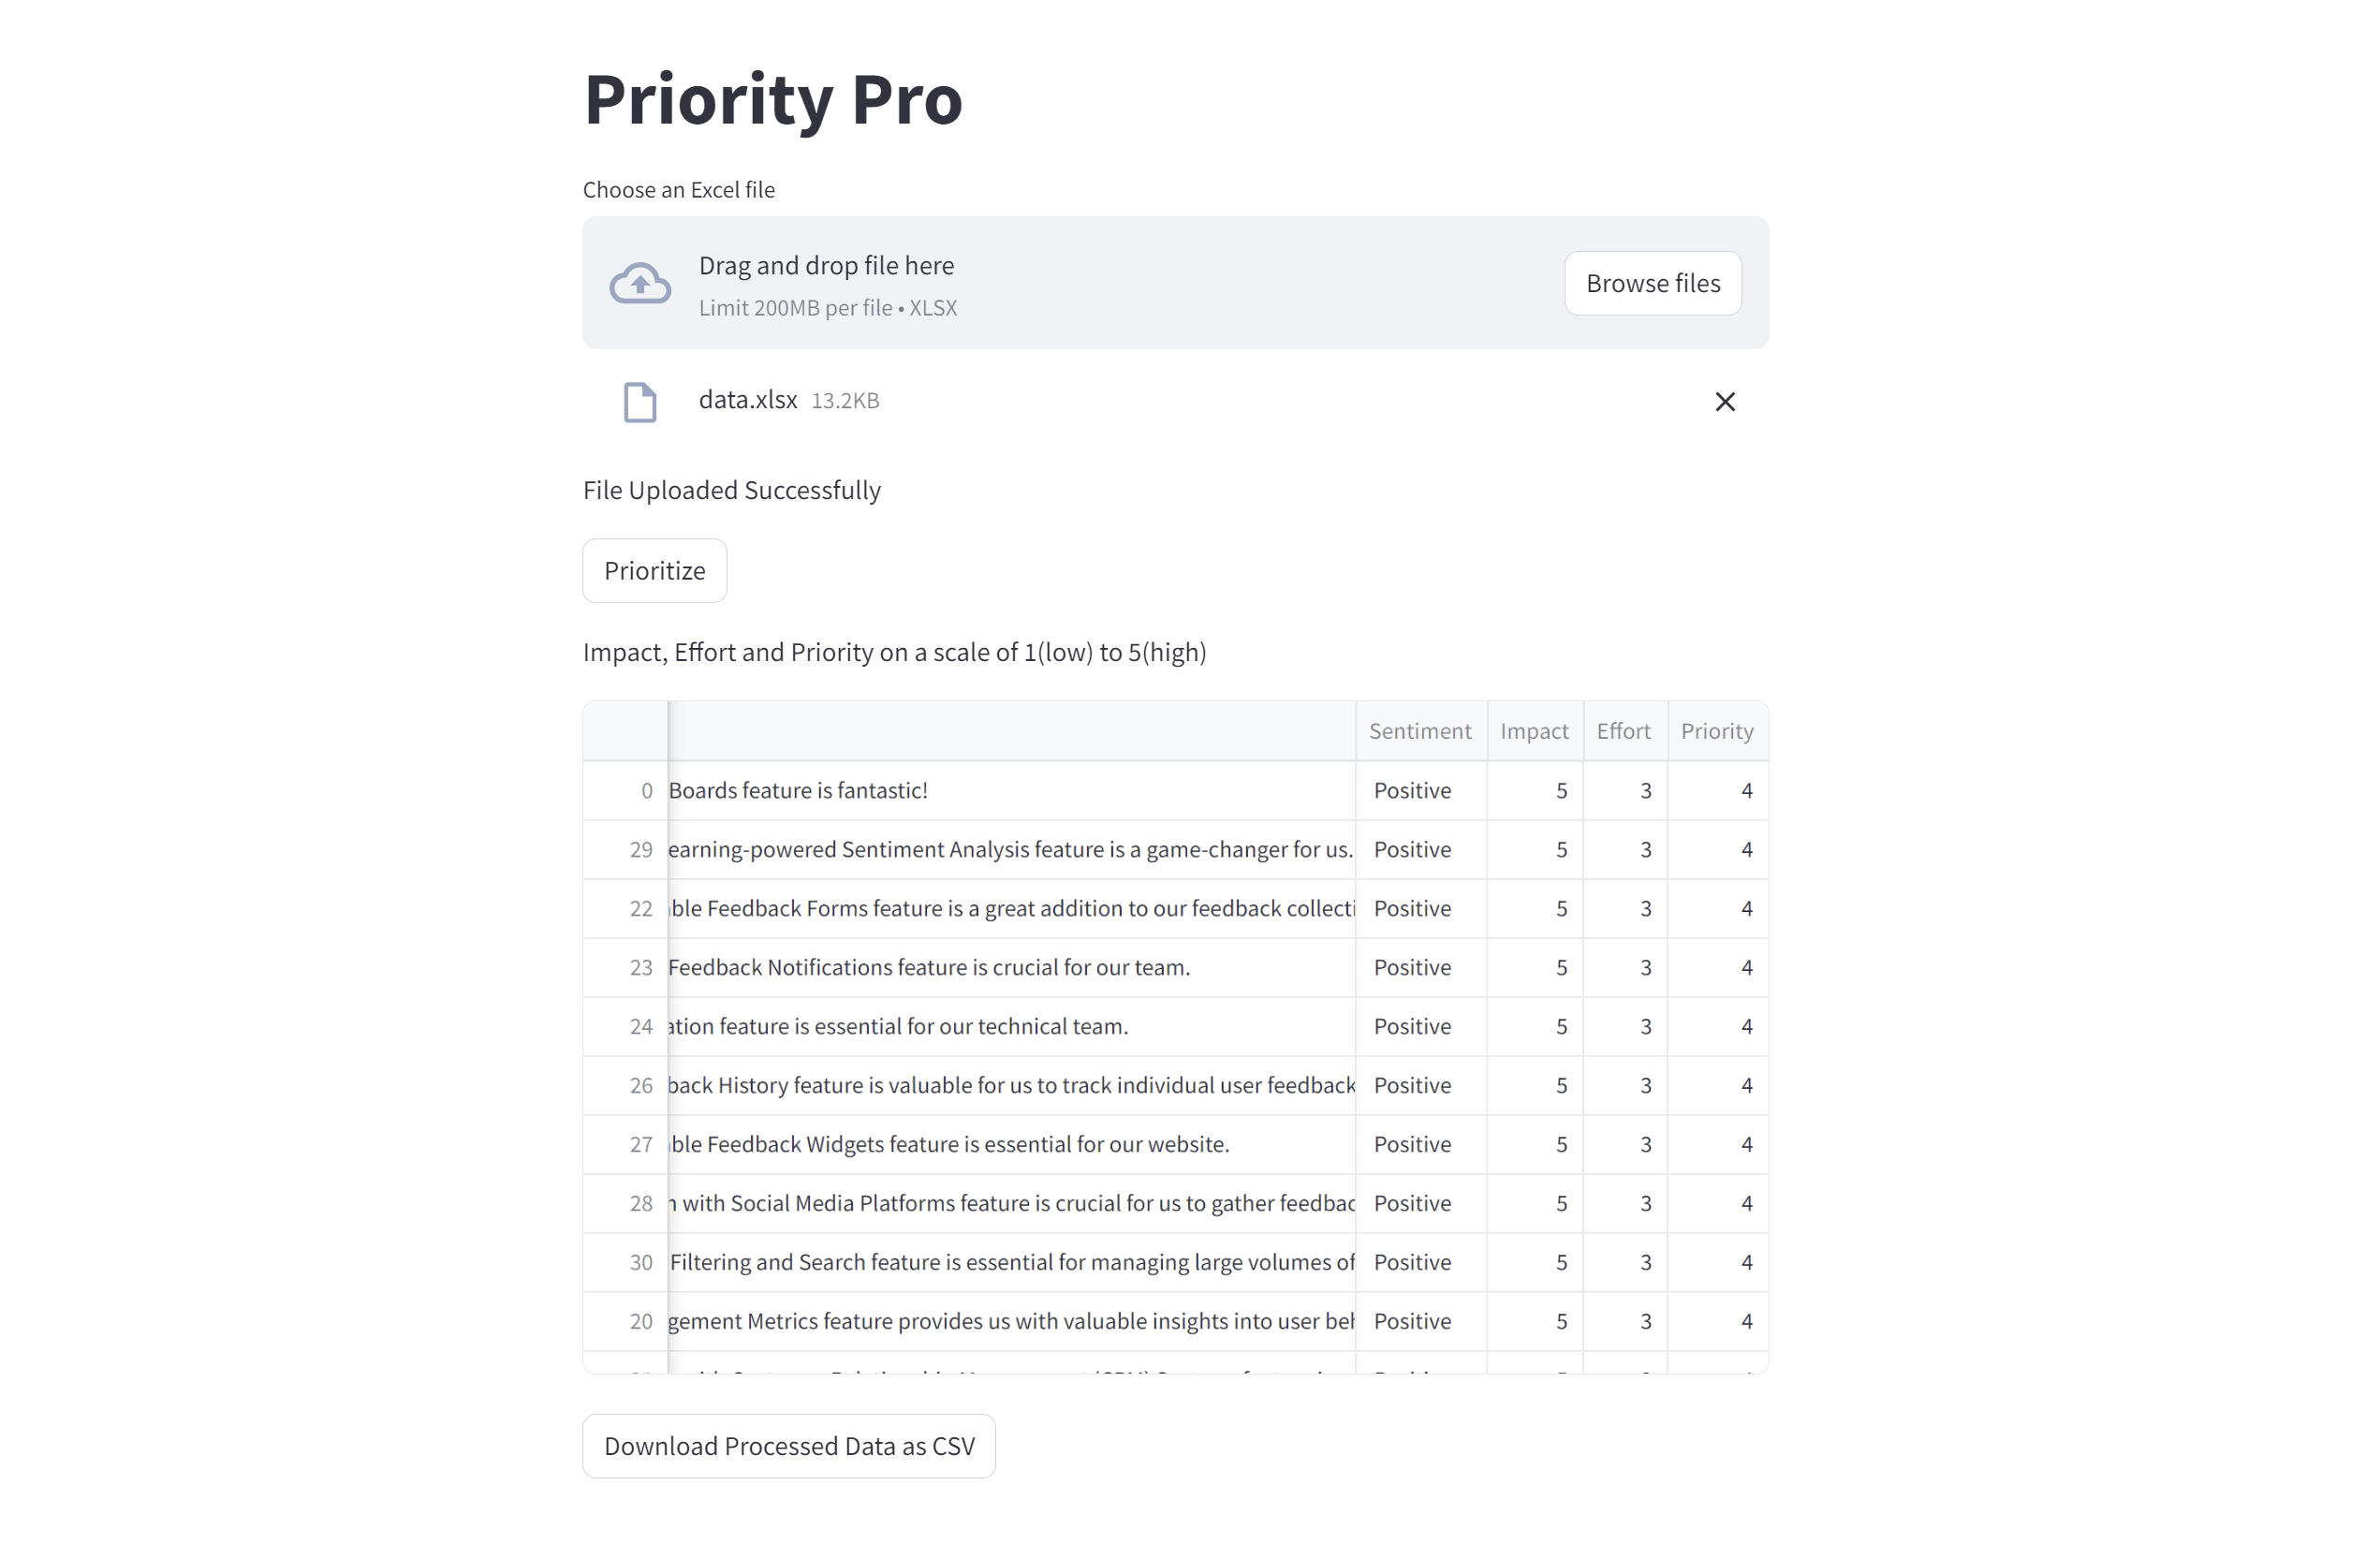 Priority Pro
Choose an Excel file
Drag and drop file here
Limit 200MB per file • XLSX
Browse files
data.xlsx 13.2KB
File Uploaded Successfully
Prioritize
Impact, Effort and Priority on a scale of 1(low) to 5(high)
Sentiment Impact Effort Priority
0 Boards feature is fantastic! Positive 5 3 4
29 earning-powered Sentiment Analysis feature is a game-changer for us. Positive 5 3 4
22 ble Feedback Forms feature is a great addition to our feedback collecti Positive 5 3 4
23 Feedback Notifications feature is crucial for our team. Positive 5 3 4
24 ation feature is essential for our technical team. Positive 5 3 4
26 back History feature is valuable for us to track individual user feedback Positive 5 3 4
27 ble Feedback Widgets feature is essential for our website. Positive 5 3 4
28 n with Social Media Platforms feature is crucial for us to gather feedbac Positive 5 3 4
30 Filtering and Search feature is essential for managing large volumes of Positive 5 3 4
20 gement Metrics feature provides us with valuable insights into user beh Positive 5 3 4
Download Processed Data as CSV